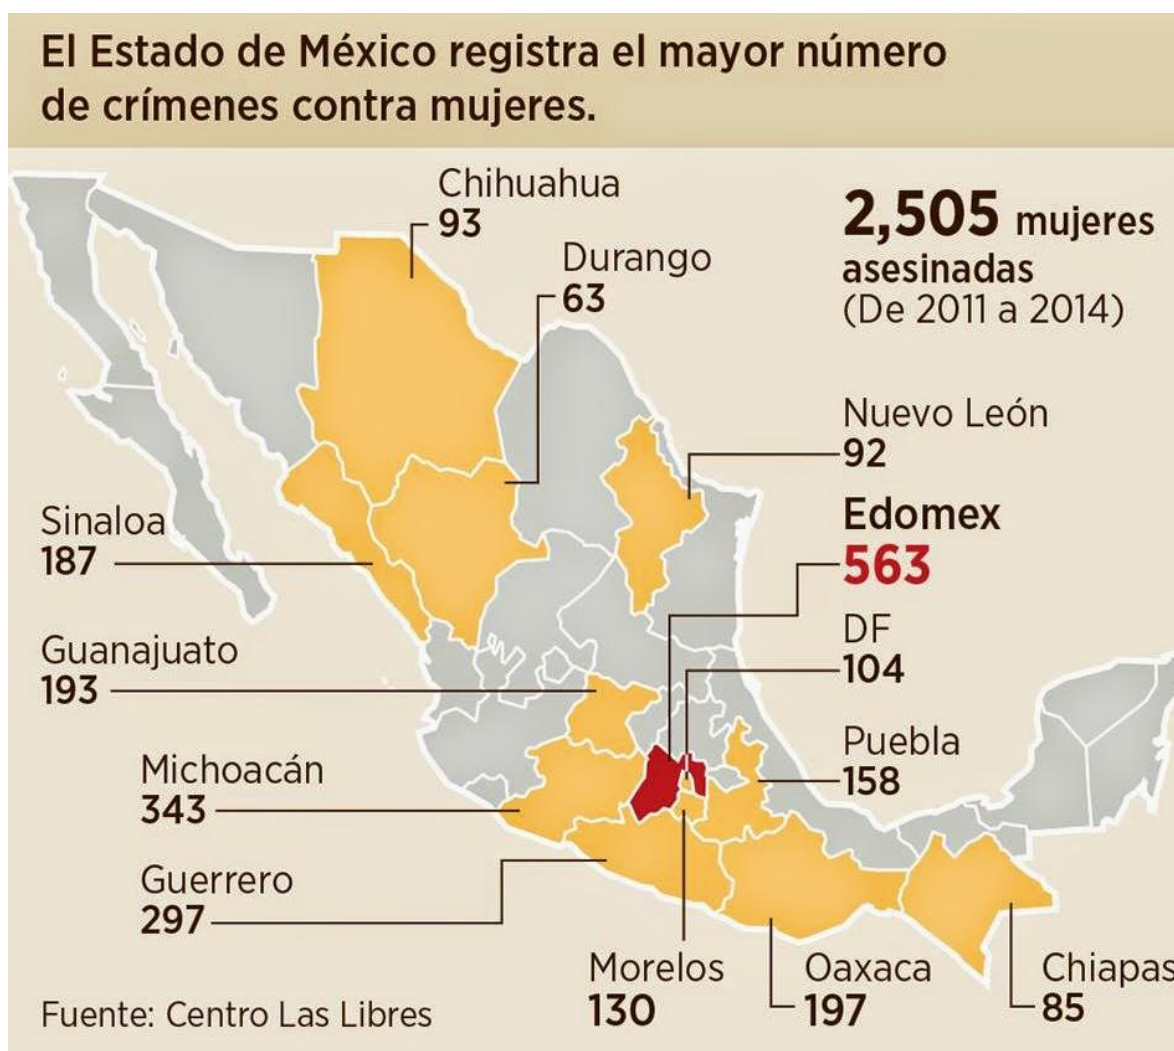 El Estado de México registra el mayor número
de crímenes contra mujeres.
Chihuahua
93
Durango
63
2,505 mujeres
asesinadas
(De 2011 a 2014)
Nuevo León
92
Edomex
563
Sinaloa
187
DF
104
Guanajuato
193
Puebla
158
Michoacán
343
Guerrero
297
Morelos
130
Oaxaca
197
Chiapas
85
Fuente: Centro Las Libres